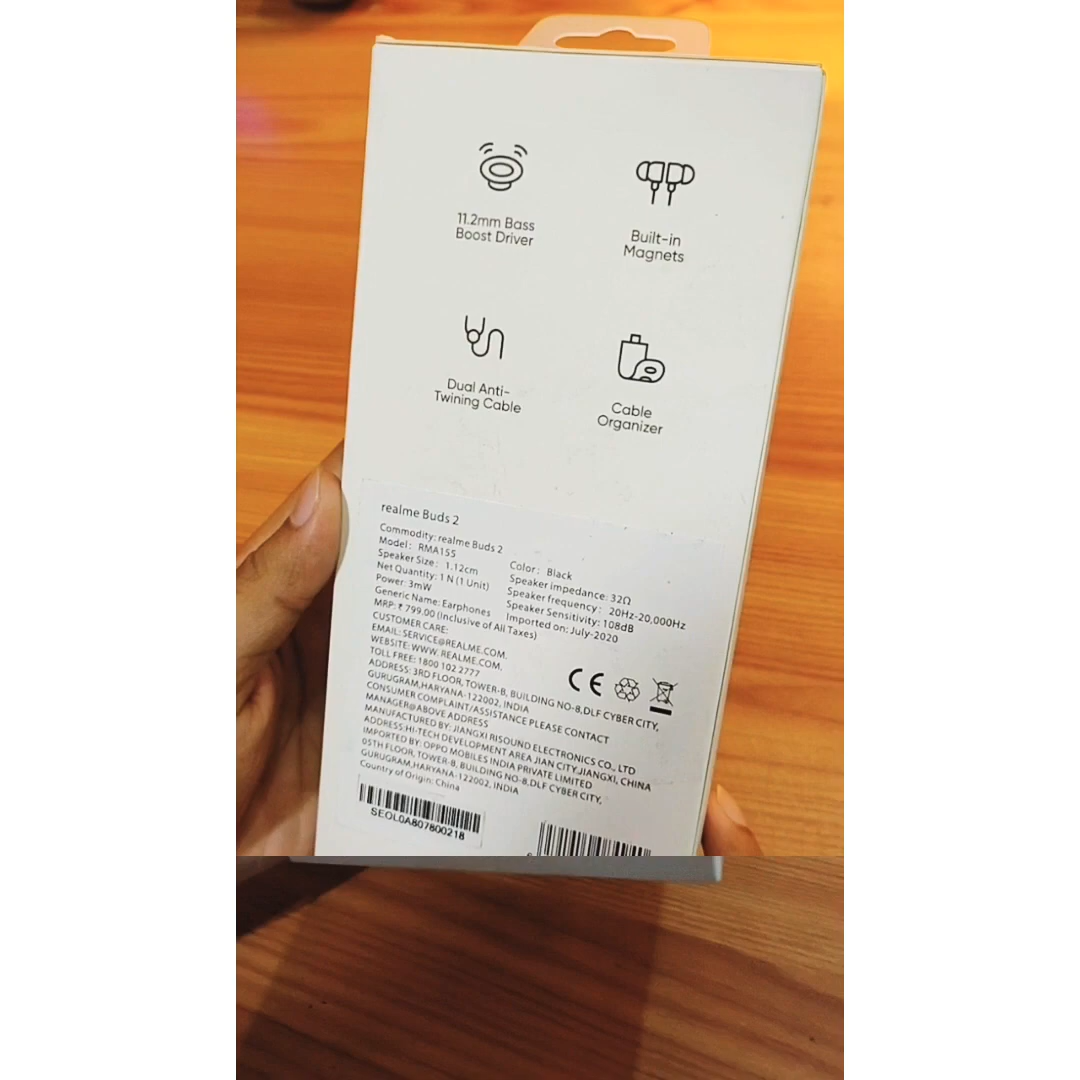 11.2mm Bass
Boost Driver
Built-in
Magnets
Dual Anti-
Twining Cable
Cable
Organizer
realme Buds 2
Commodity: realme Buds 2
Model: RMA155
Speaker Size: 1.12cm
Net Quantity: 1 N (1 Unit)
Power: 3mW
Generic Name: Earphones
MRP: ₹ 799.00 (Inclusive of All Taxes)
Color: Black
Speaker impedance: 32Ω
Speaker frequency: 20Hz-20,000Hz
Speaker Sensitivity: 108dB
Imported on: July-2020
CUSTOMER CARE:
EMAIL: SERVICE@REALME.COM.
WEBSITE: WWW. REALME.COM.
TOLL FREE: 1800 102 2777
ADDRESS: 3RD FLOOR, TOWER-B, BUILDING NO-8,DLF CYBER CITY,
GURUGRAM,HARYANA-122002, INDIA
CONSUMER COMPLAINT/ASSISTANCE PLEASE CONTACT
MANAGER@ABOVE ADDRESS
MANUFACTURED BY: JIANGXI RISOUND ELECTRONICS CO., LTD
ADDRESS:HI-TECH DEVELOPMENT AREA JIAN CITY,JIANGXI, CHINA
IMPORTED BY: OPPO MOBILES INDIA PRIVATE LIMITED
05TH FLOOR, TOWER-B, BUILDING NO-8,DLF CYBER CITY,
GURUGRAM,HARYANA-122002, INDIA
Country of Origin: China
CE
SEOL0A807800218